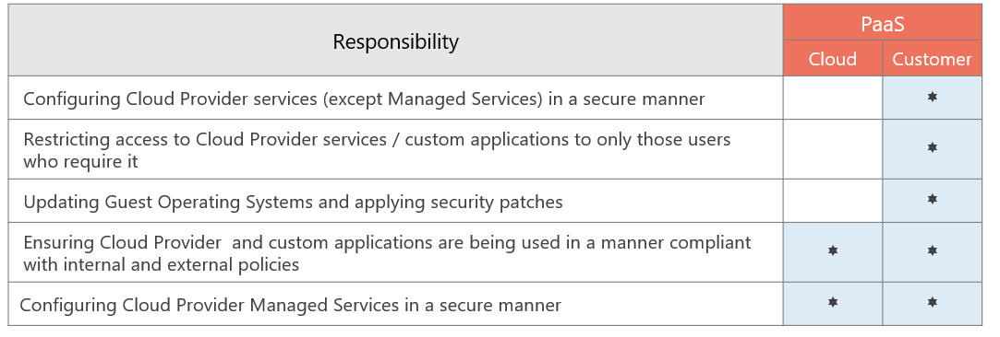 Responsibility
PaaS
Cloud
Customer
Configuring Cloud Provider services (except Managed Services) in a secure manner
*
Restricting access to Cloud Provider services / custom applications to only those users
who require it
*
Updating Guest Operating Systems and applying security patches
*
Ensuring Cloud Provider and custom applications are being used in a manner compliant
with internal and external policies
* *
Configuring Cloud Provider Managed Services in a secure manner
* *